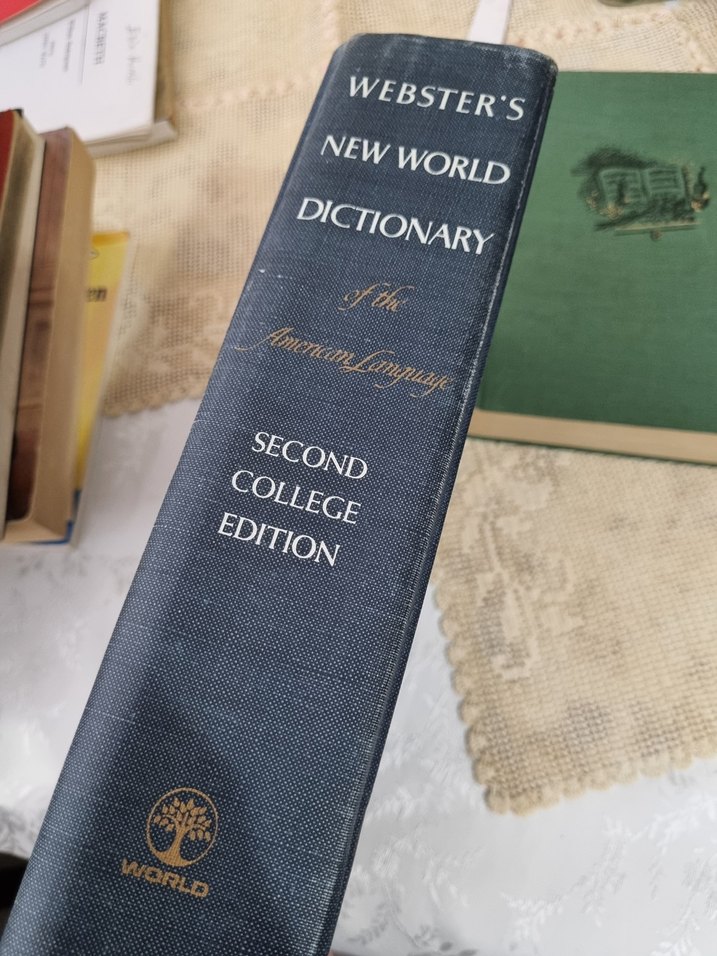 WEBSTER'S
NEW WORLD
DICTIONARY
of the
American Language
SECOND
COLLEGE
EDITION
WORLD
MACBETH